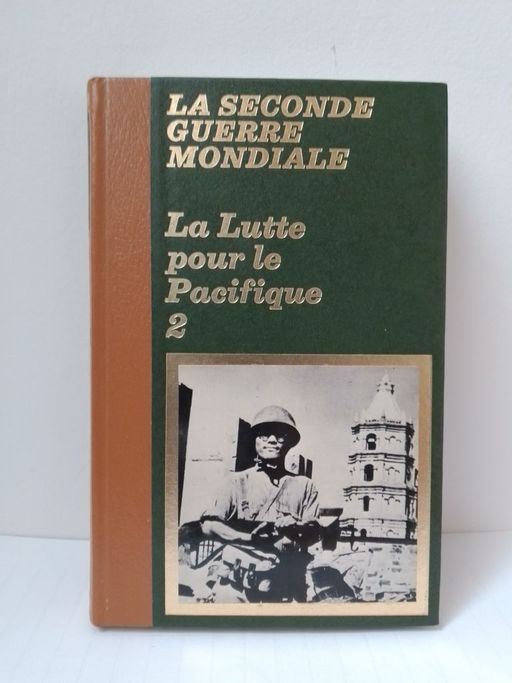 LA SECONDE
GUERRE
MONDIALE
La Lutte
pour le
Pacifique
2